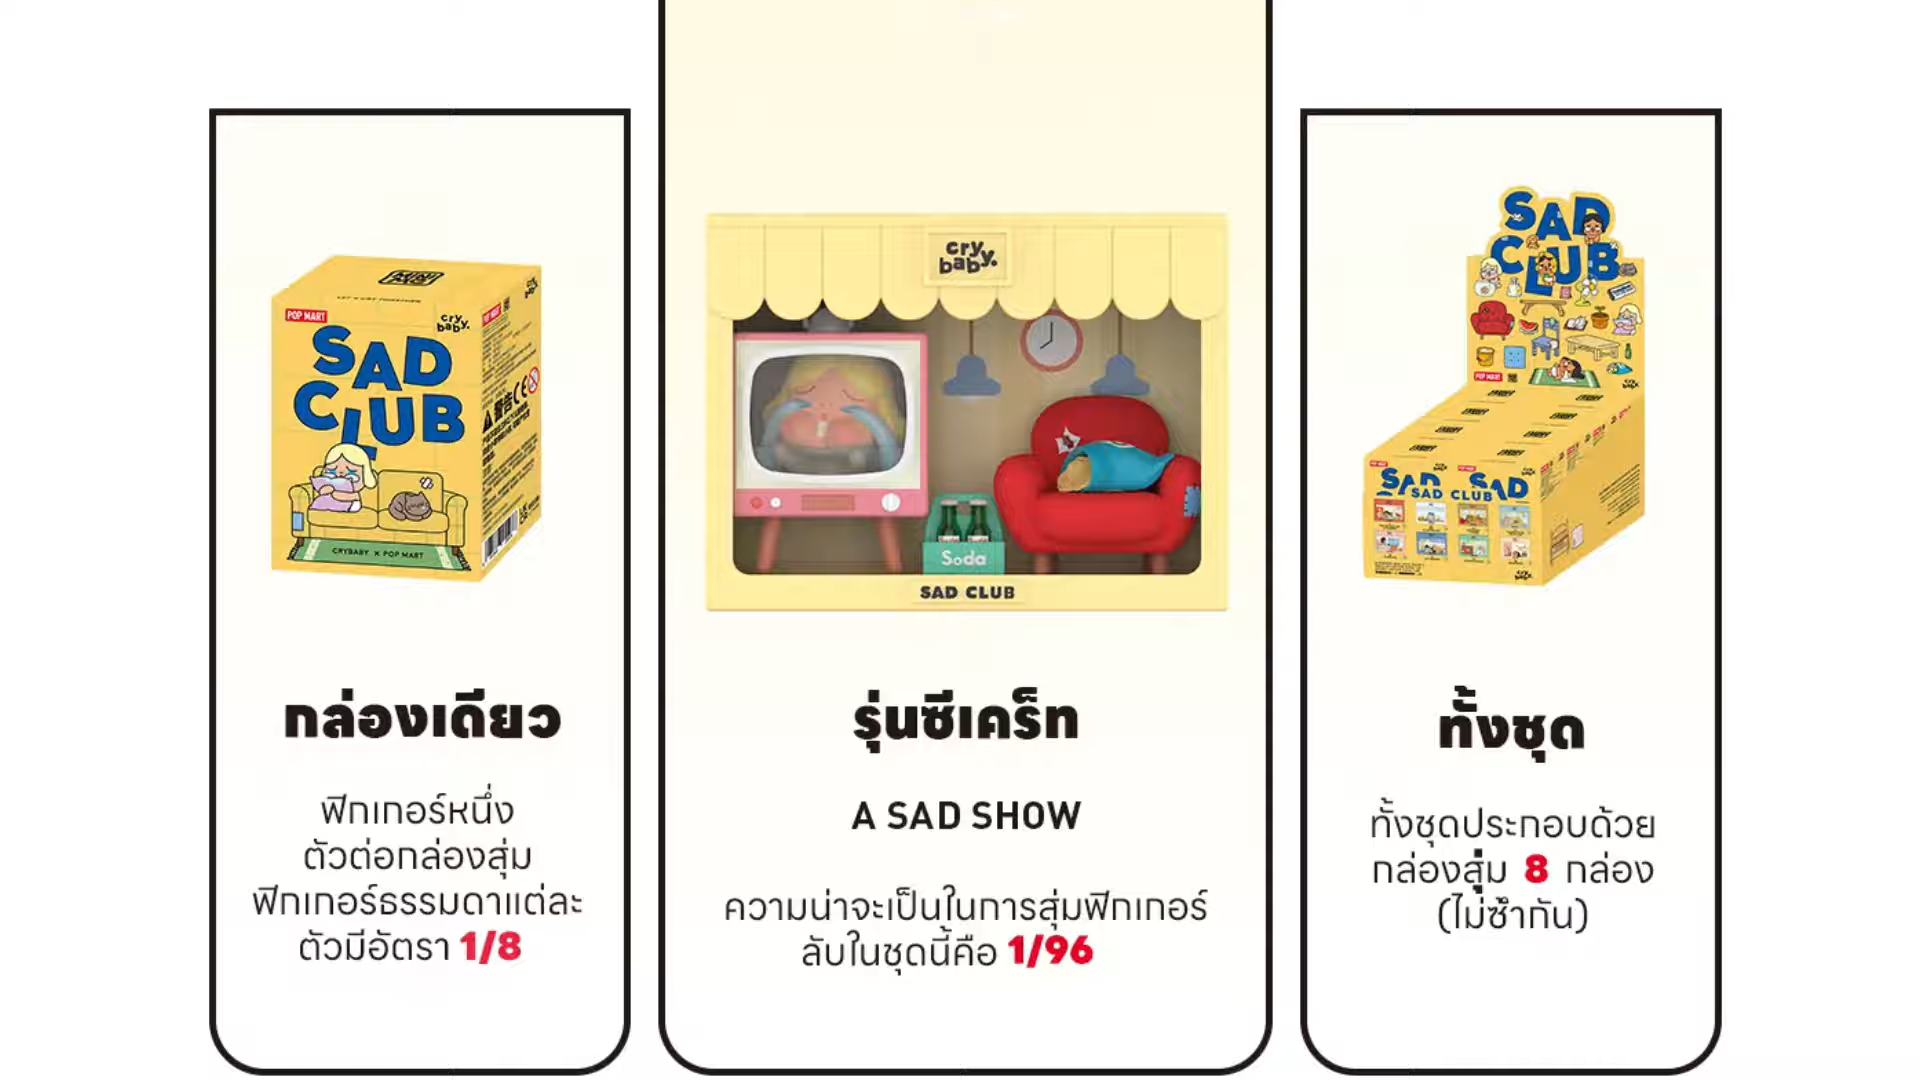 POP MART
cry
baby.
SAD
CLUB
警告
CRYBABY × POP MART
กล่องเดียว
ฟิกเกอร์หนึ่ง
ตัวต่อกล่องสุ่ม
ฟิกเกอร์ธรรมดาแต่ละ
ตัวมีอัตรา 1/8
cry
baby.
Soda
SAD CLUB
รุ่นซีเคร็ท
A SAD SHOW
ความน่าจะเป็นในการสุ่มฟิกเกอร์
ลับในชุดนี้คือ 1/96
SAD
CLUB
POP MART
SAD CLUB
ทั้งชุด
ทั้งชุดประกอบด้วย
กล่องสุ่ม 8 กล่อง
(ไม่ซ้ำกัน)